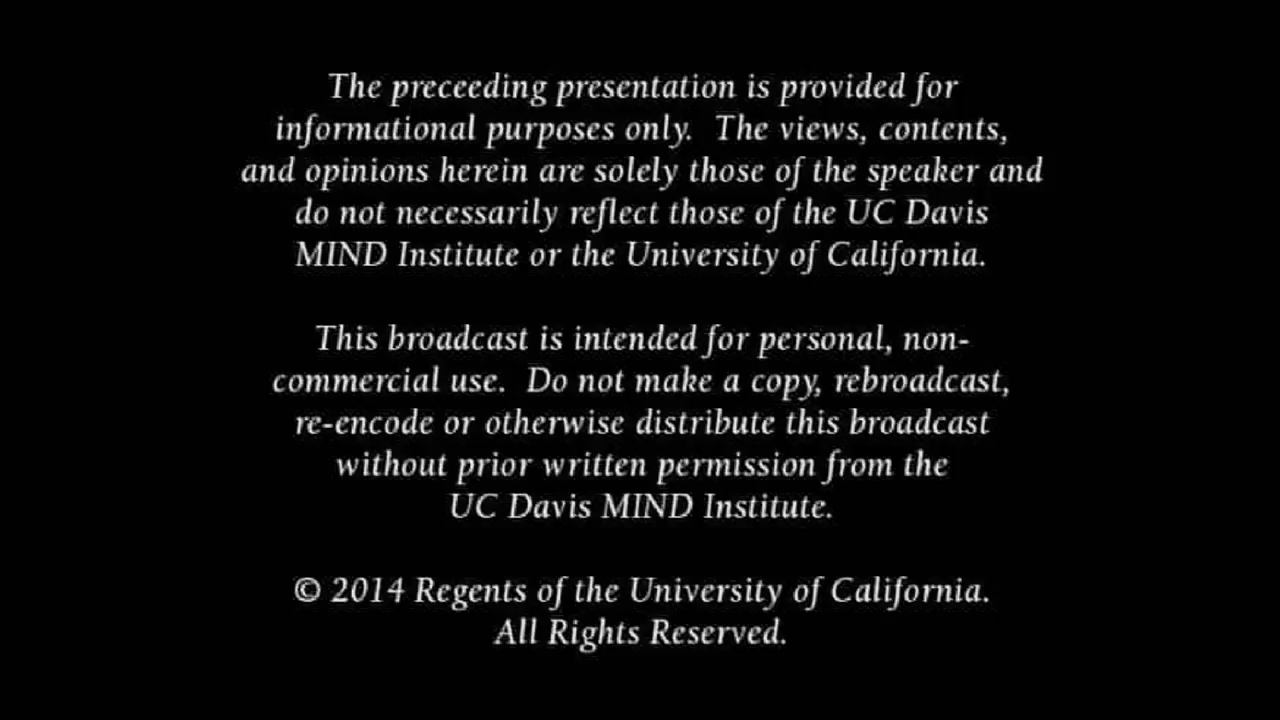 The preceeding presentation is provided for
informational purposes only.  The views, contents,
and opinions herein are solely those of the speaker and
do not necessarily reflect those of the UC Davis
MIND Institute or the University of California.
This broadcast is intended for personal, non-
commercial use.  Do not make a copy, rebroadcast,
re-encode or otherwise distribute this broadcast
without prior written permission from the
UC Davis MIND Institute.
© 2014 Regents of the University of California.
All Rights Reserved.